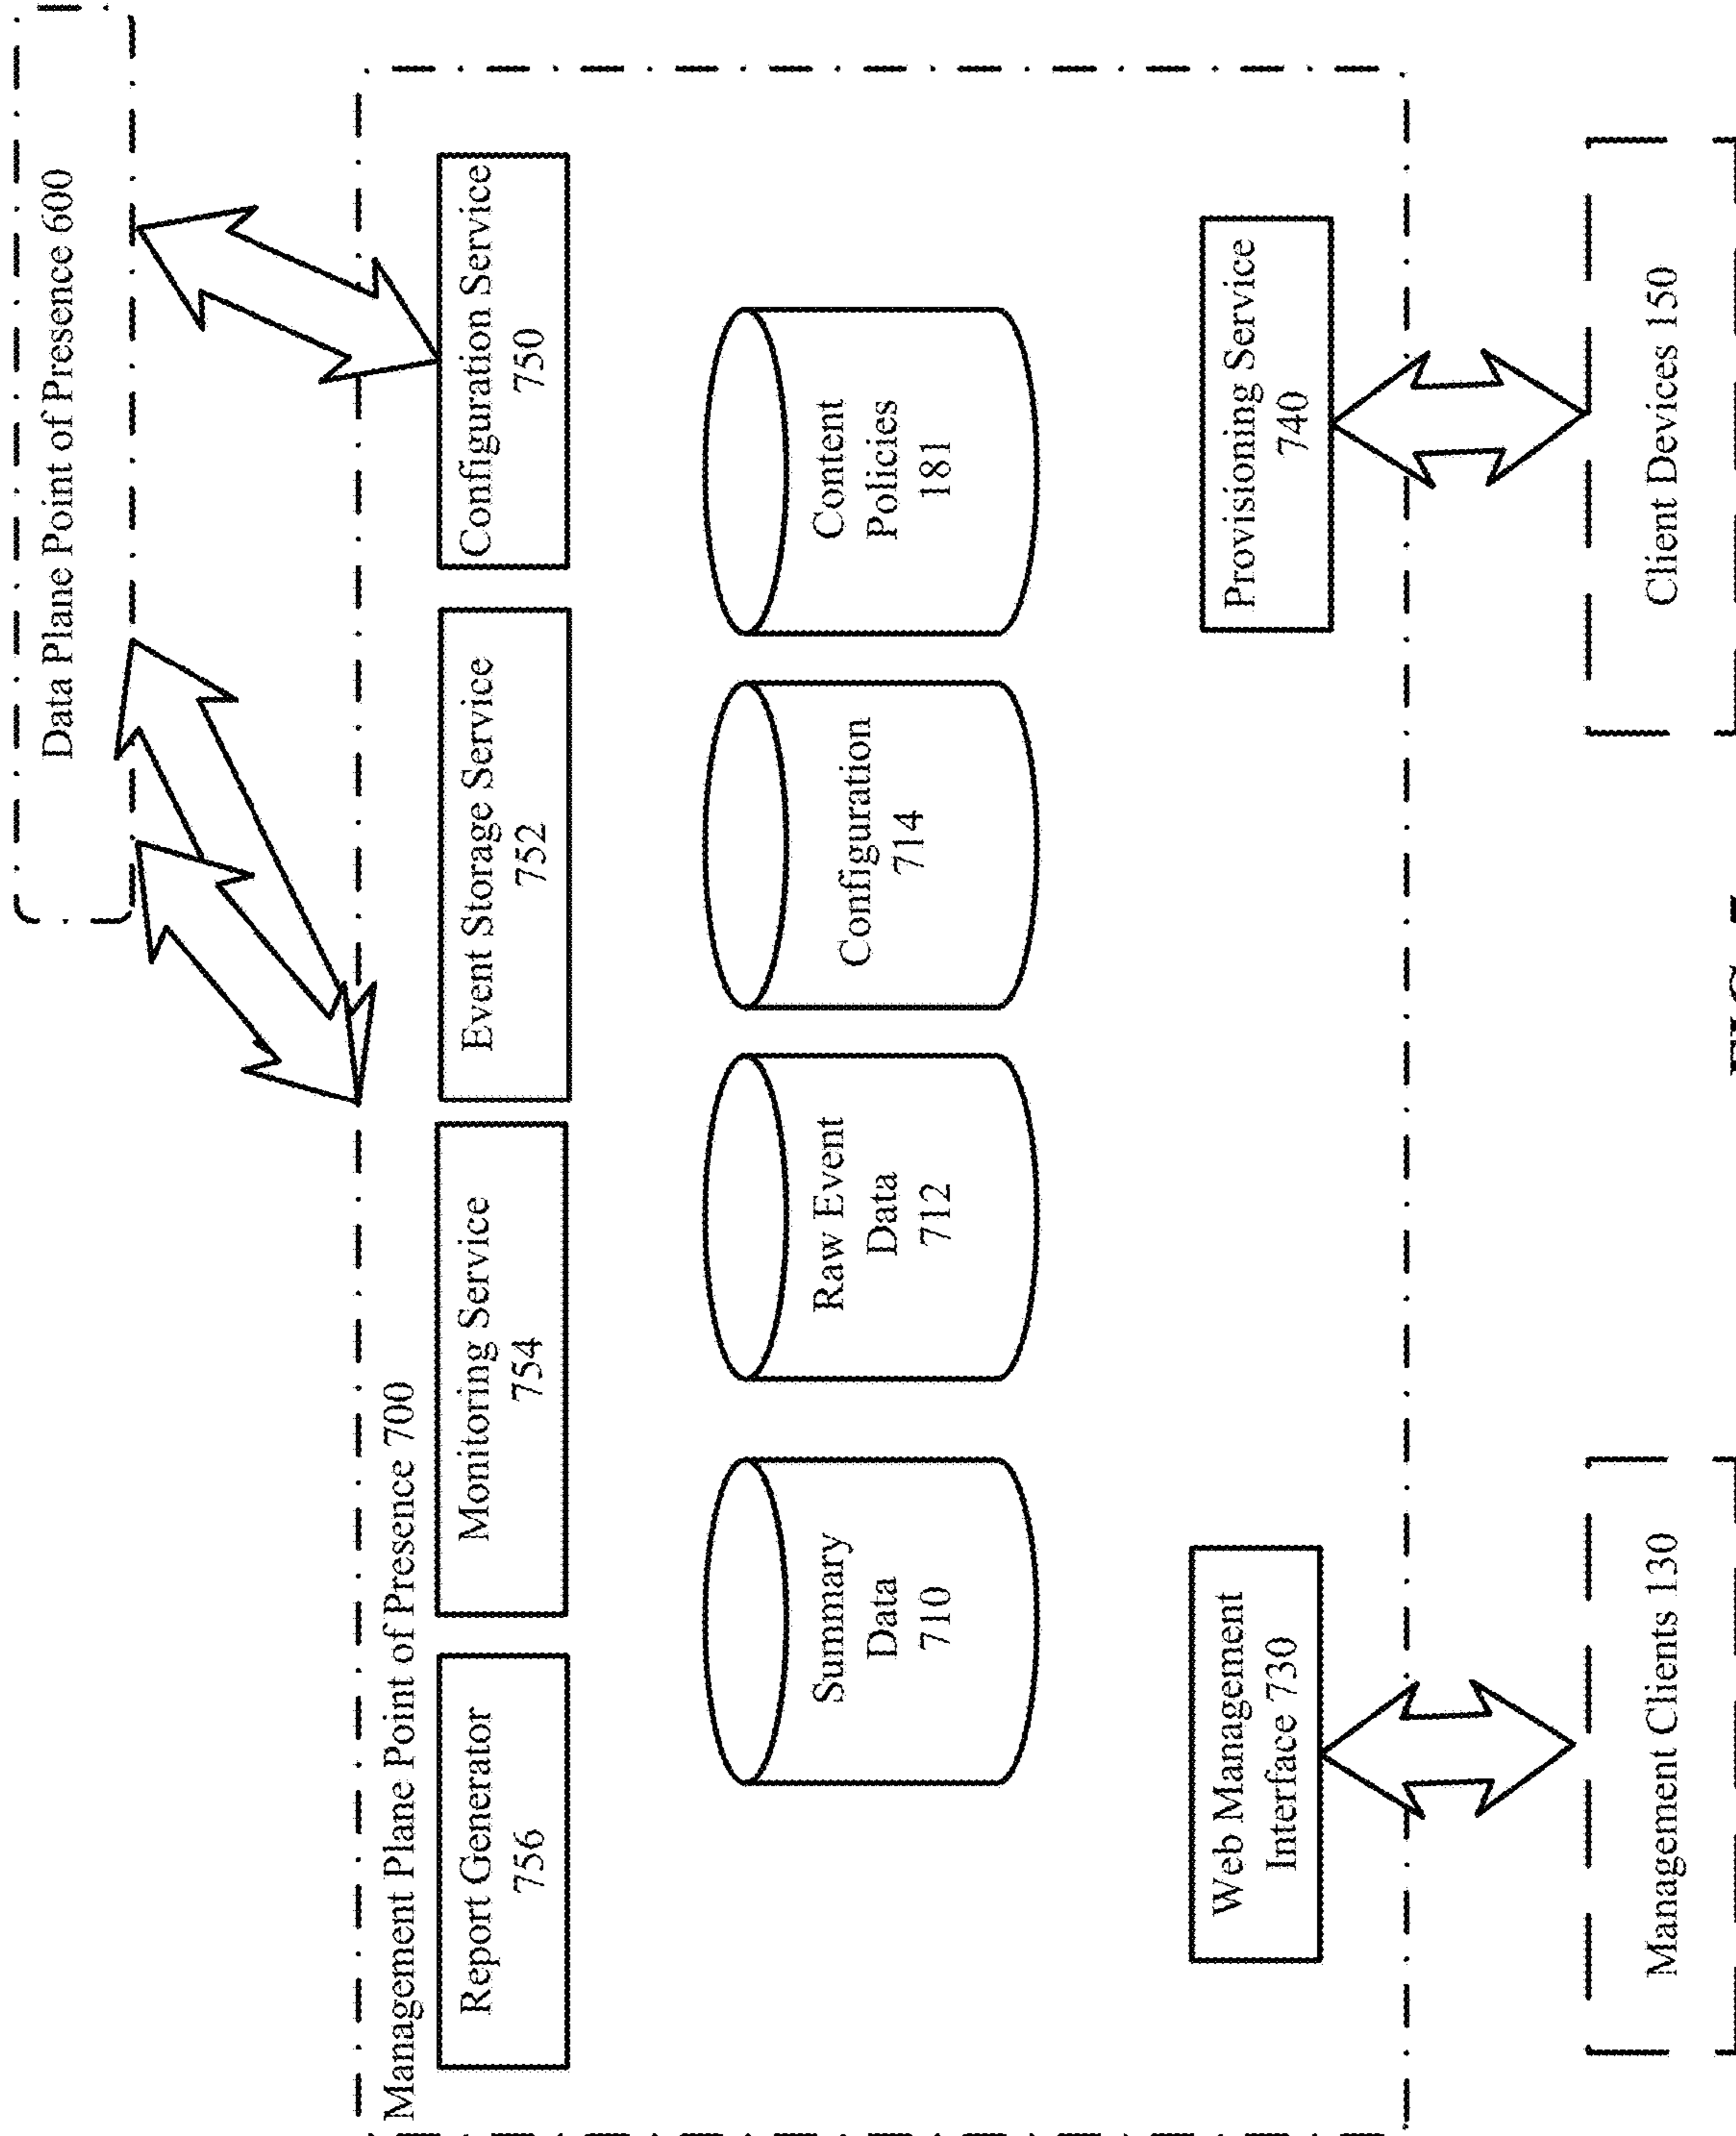 Data Plane Point of Presence 600
Management Plane Point of Presence 700
Report Generator
756
Monitoring Service
754
Event Storage Service
752
Configuration Service
750
Summary
Data
710
Raw Event
Data
712
Configuration
714
Content
Policies
181
Web Management
Interface 730
Provisioning Service
740
Management Clients 130
Client Devices 150